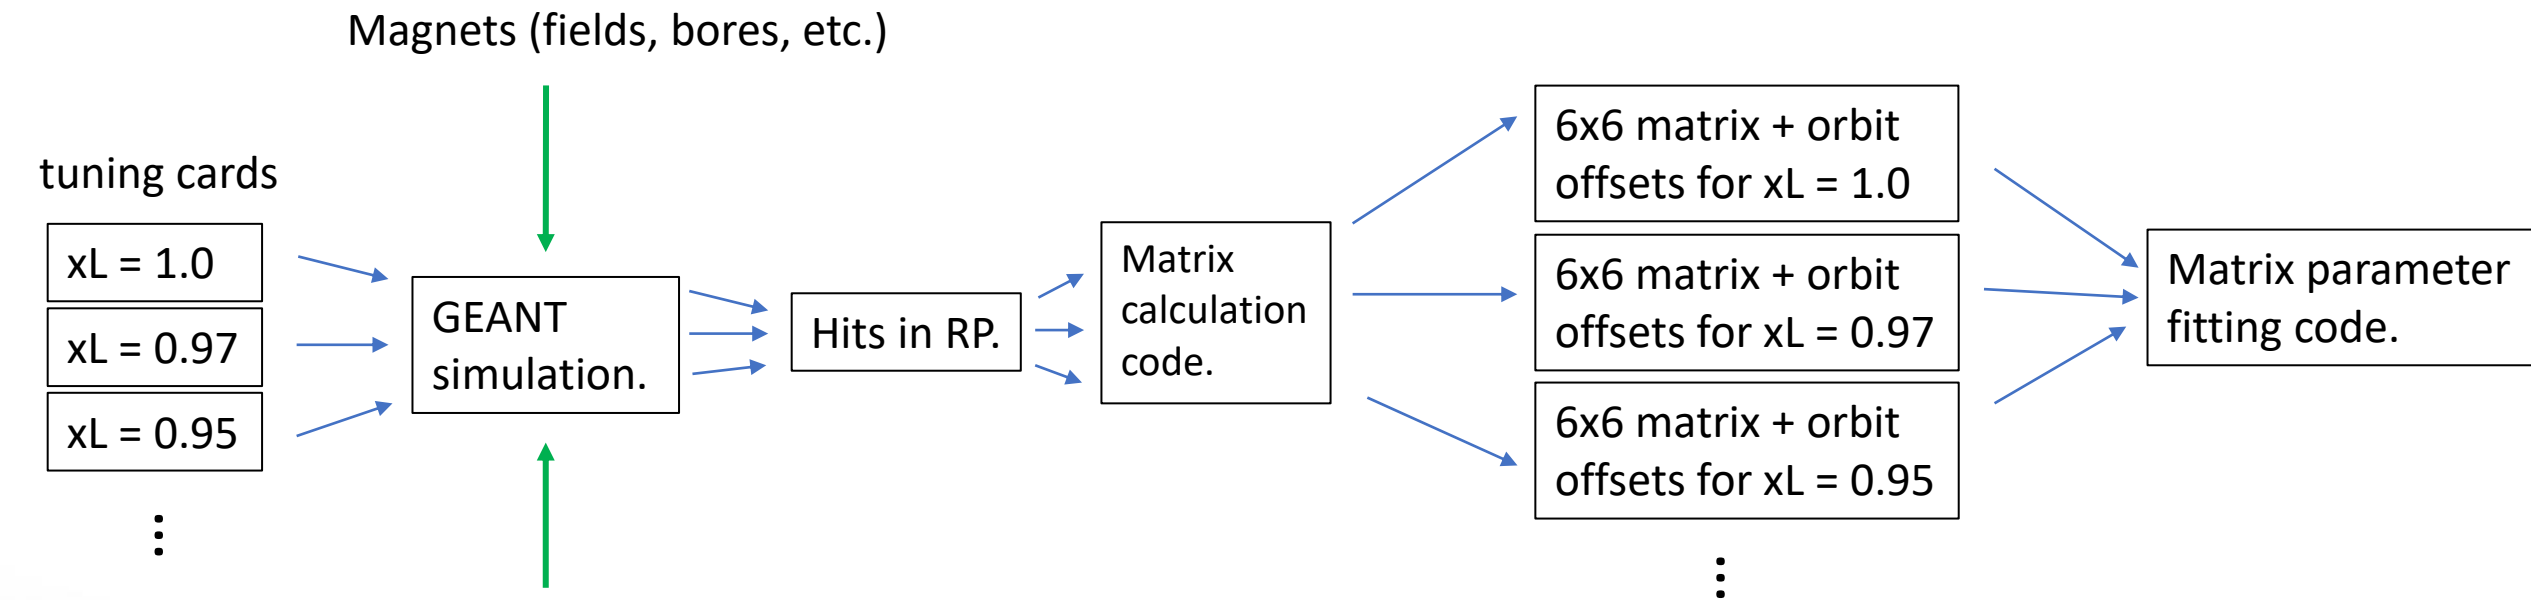 Magnets (fields, bores, etc.)
tuning cards
xL = 1.0
xL = 0.97
xL = 0.95
⋮
GEANT
simulation.
Hits in RP.
Matrix
calculation
code.
6x6 matrix + orbit
offsets for xL = 1.0
6x6 matrix + orbit
offsets for xL = 0.97
6x6 matrix + orbit
offsets for xL = 0.95
⋮
Matrix parameter
fitting code.